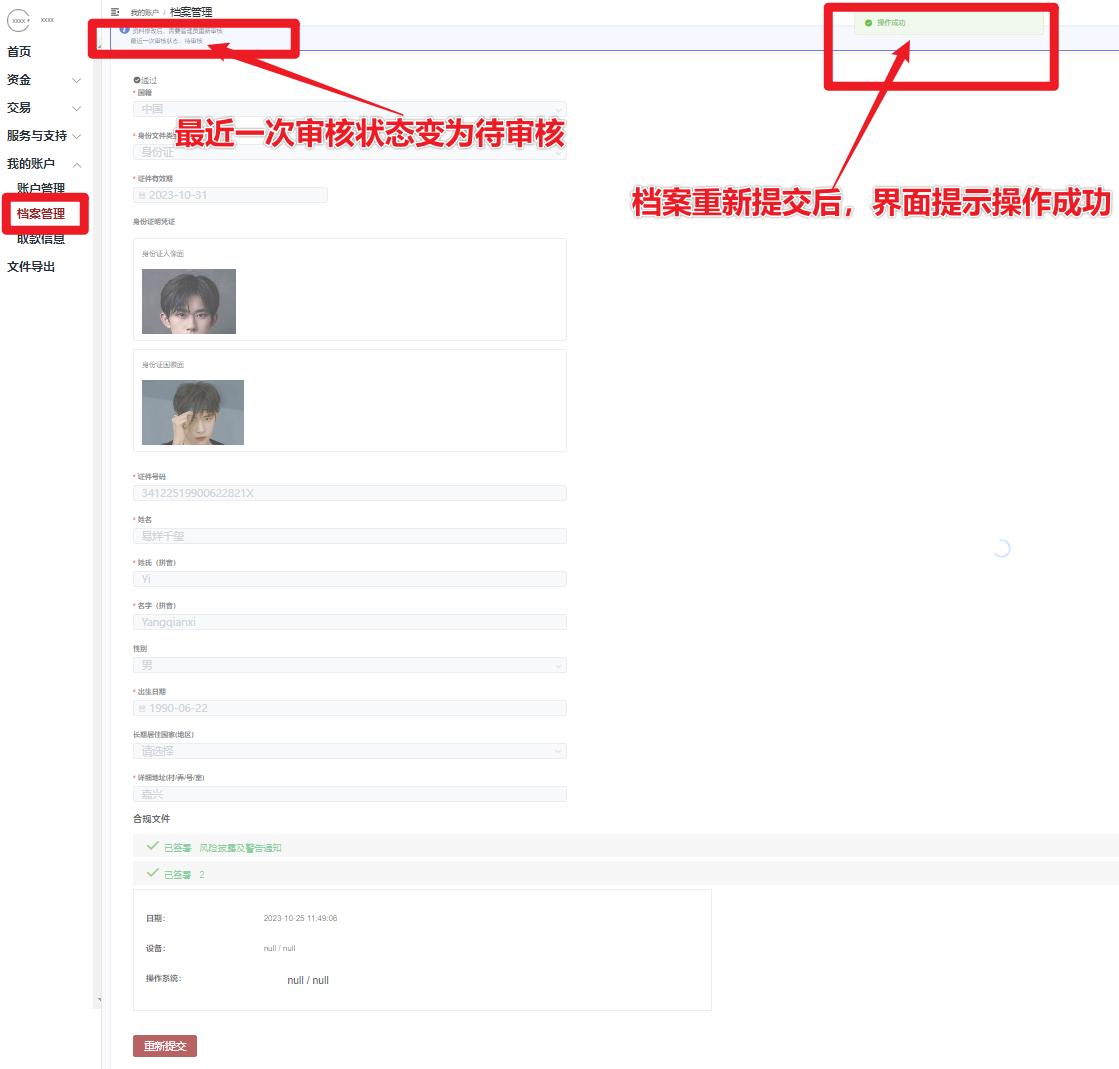 xxxx
xxxx
我的账户 / 档案管理
资料修改后，需要管理员重新审核
最近一次审核状态：待审核
操作成功
首页
资金
交易
服务与支持
我的账户
账户管理
档案管理
取款信息
文件导出
通过
* 国籍
中国
* 身份文件类
身份证
最近一次审核状态变为待审核
* 证件有效期
2023-10-31
档案重新提交后，界面提示操作成功
身份证明凭证
身份证人像面
身份证国徽面
* 证件号码
34122519900622821X
* 姓名
易烊千玺
* 姓氏（拼音）
Yi
* 名字（拼音）
Yangqianxi
性别
男
* 出生日期
1990-06-22
长期居住国家(地区)
请选择
* 详细地址(村/弄/号/室)
嘉兴
合规文件
已签署 风险披露及警告通知
已签署 2
日期： 2023-10-25 11:49:06
设备： null / null
操作系统： null / null
重新提交